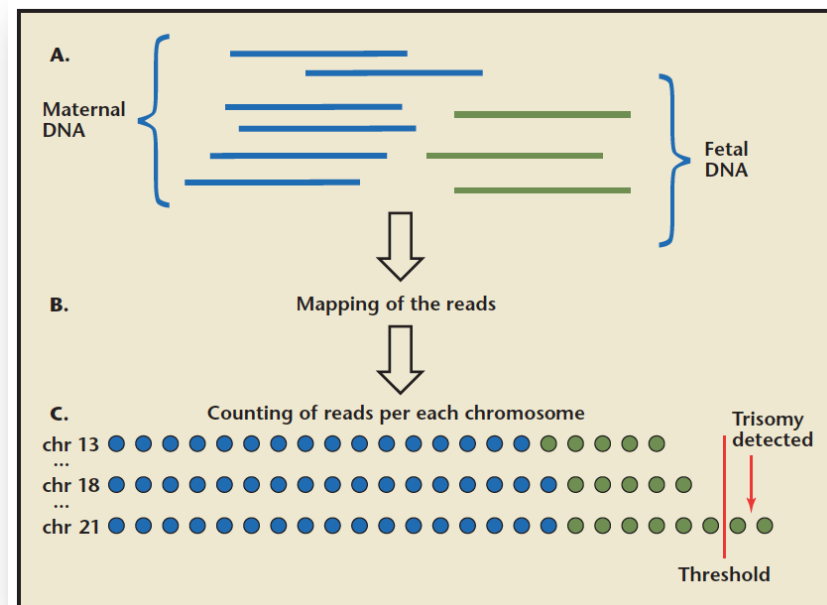 A.
Maternal
DNA
Fetal
DNA
B.
Mapping of the reads
C.
Counting of reads per each chromosome
Trisomy
detected
chr 13
...
chr 18
...
chr 21
Threshold